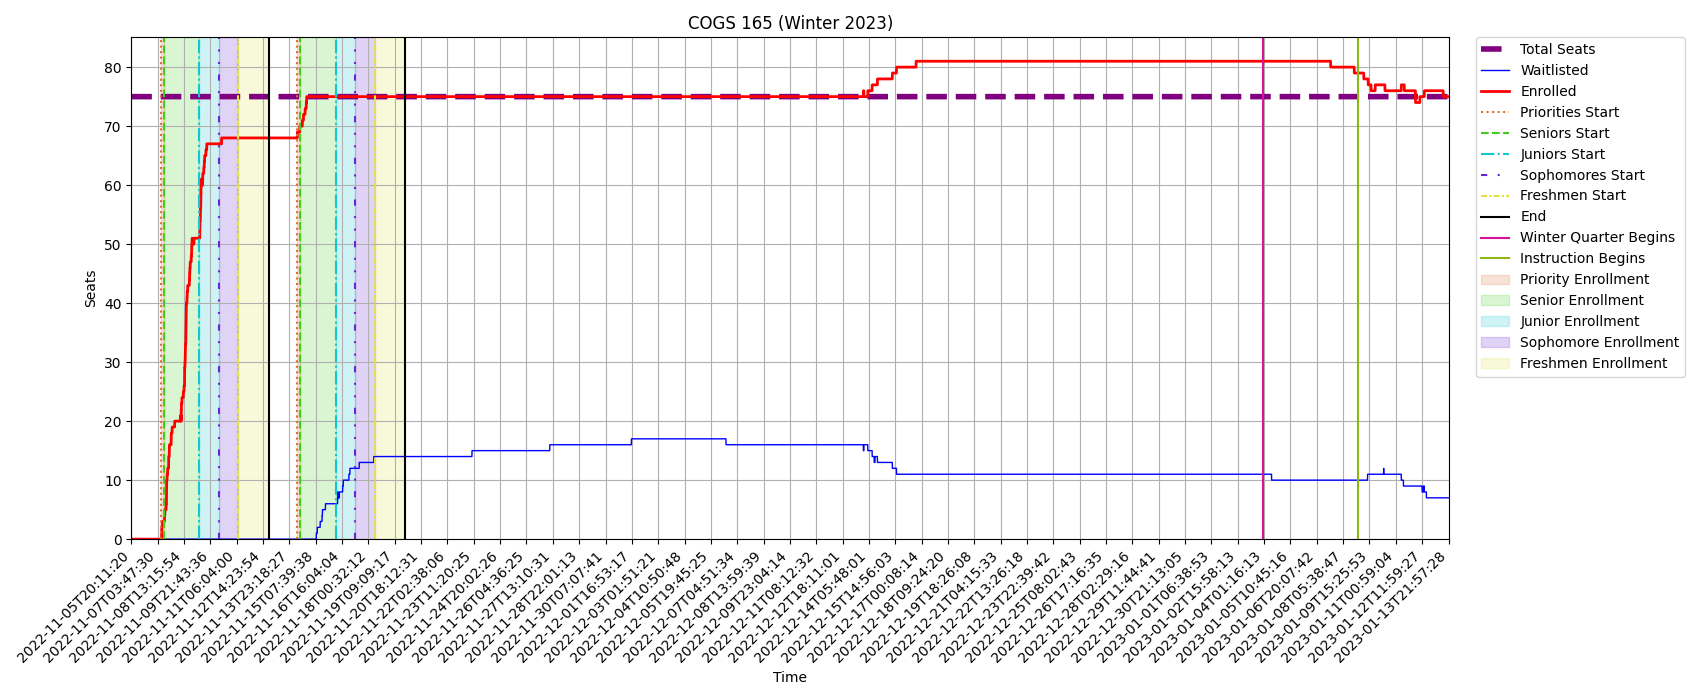 COGS 165 (Winter 2023)
Seats
80
70
60
50
40
30
20
10
0
2022-11-05T20:11:20
2022-11-07T03:47:30
2022-11-08T13:15:54
2022-11-09T21:43:36
2022-11-11T06:04:00
2022-11-12T14:23:54
2022-11-13T23:18:27
2022-11-15T07:39:38
2022-11-16T16:04:04
2022-11-18T00:32:12
2022-11-19T09:09:17
2022-11-20T18:12:31
2022-11-22T02:38:06
2022-11-23T11:20:25
2022-11-24T20:02:26
2022-11-26T04:36:25
2022-11-27T13:10:31
2022-11-28T22:01:13
2022-11-30T07:07:41
2022-12-01T16:53:17
2022-12-03T01:51:21
2022-12-04T10:50:48
2022-12-05T19:45:25
2022-12-07T04:51:34
2022-12-08T13:59:39
2022-12-09T23:04:14
2022-12-11T08:12:32
2022-12-12T18:11:01
2022-12-14T05:48:01
2022-12-15T14:56:03
2022-12-17T00:08:14
2022-12-18T09:24:20
2022-12-19T18:26:08
2022-12-21T04:15:33
2022-12-22T13:26:18
2022-12-23T22:39:42
2022-12-25T08:02:43
2022-12-26T17:16:35
2022-12-28T02:29:16
2022-12-29T11:44:41
2022-12-30T21:13:05
2023-01-01T06:38:53
2023-01-02T15:58:13
2023-01-04T01:16:13
2023-01-05T10:45:16
2023-01-06T20:07:42
2023-01-08T05:38:47
2023-01-09T15:25:53
2023-01-11T00:59:04
2023-01-12T11:59:27
2023-01-13T21:57:28
Time
Total Seats
Waitlisted
Enrolled
Priorities Start
Seniors Start
Juniors Start
Sophomores Start
Freshmen Start
End
Winter Quarter Begins
Instruction Begins
Priority Enrollment
Senior Enrollment
Junior Enrollment
Sophomore Enrollment
Freshmen Enrollment